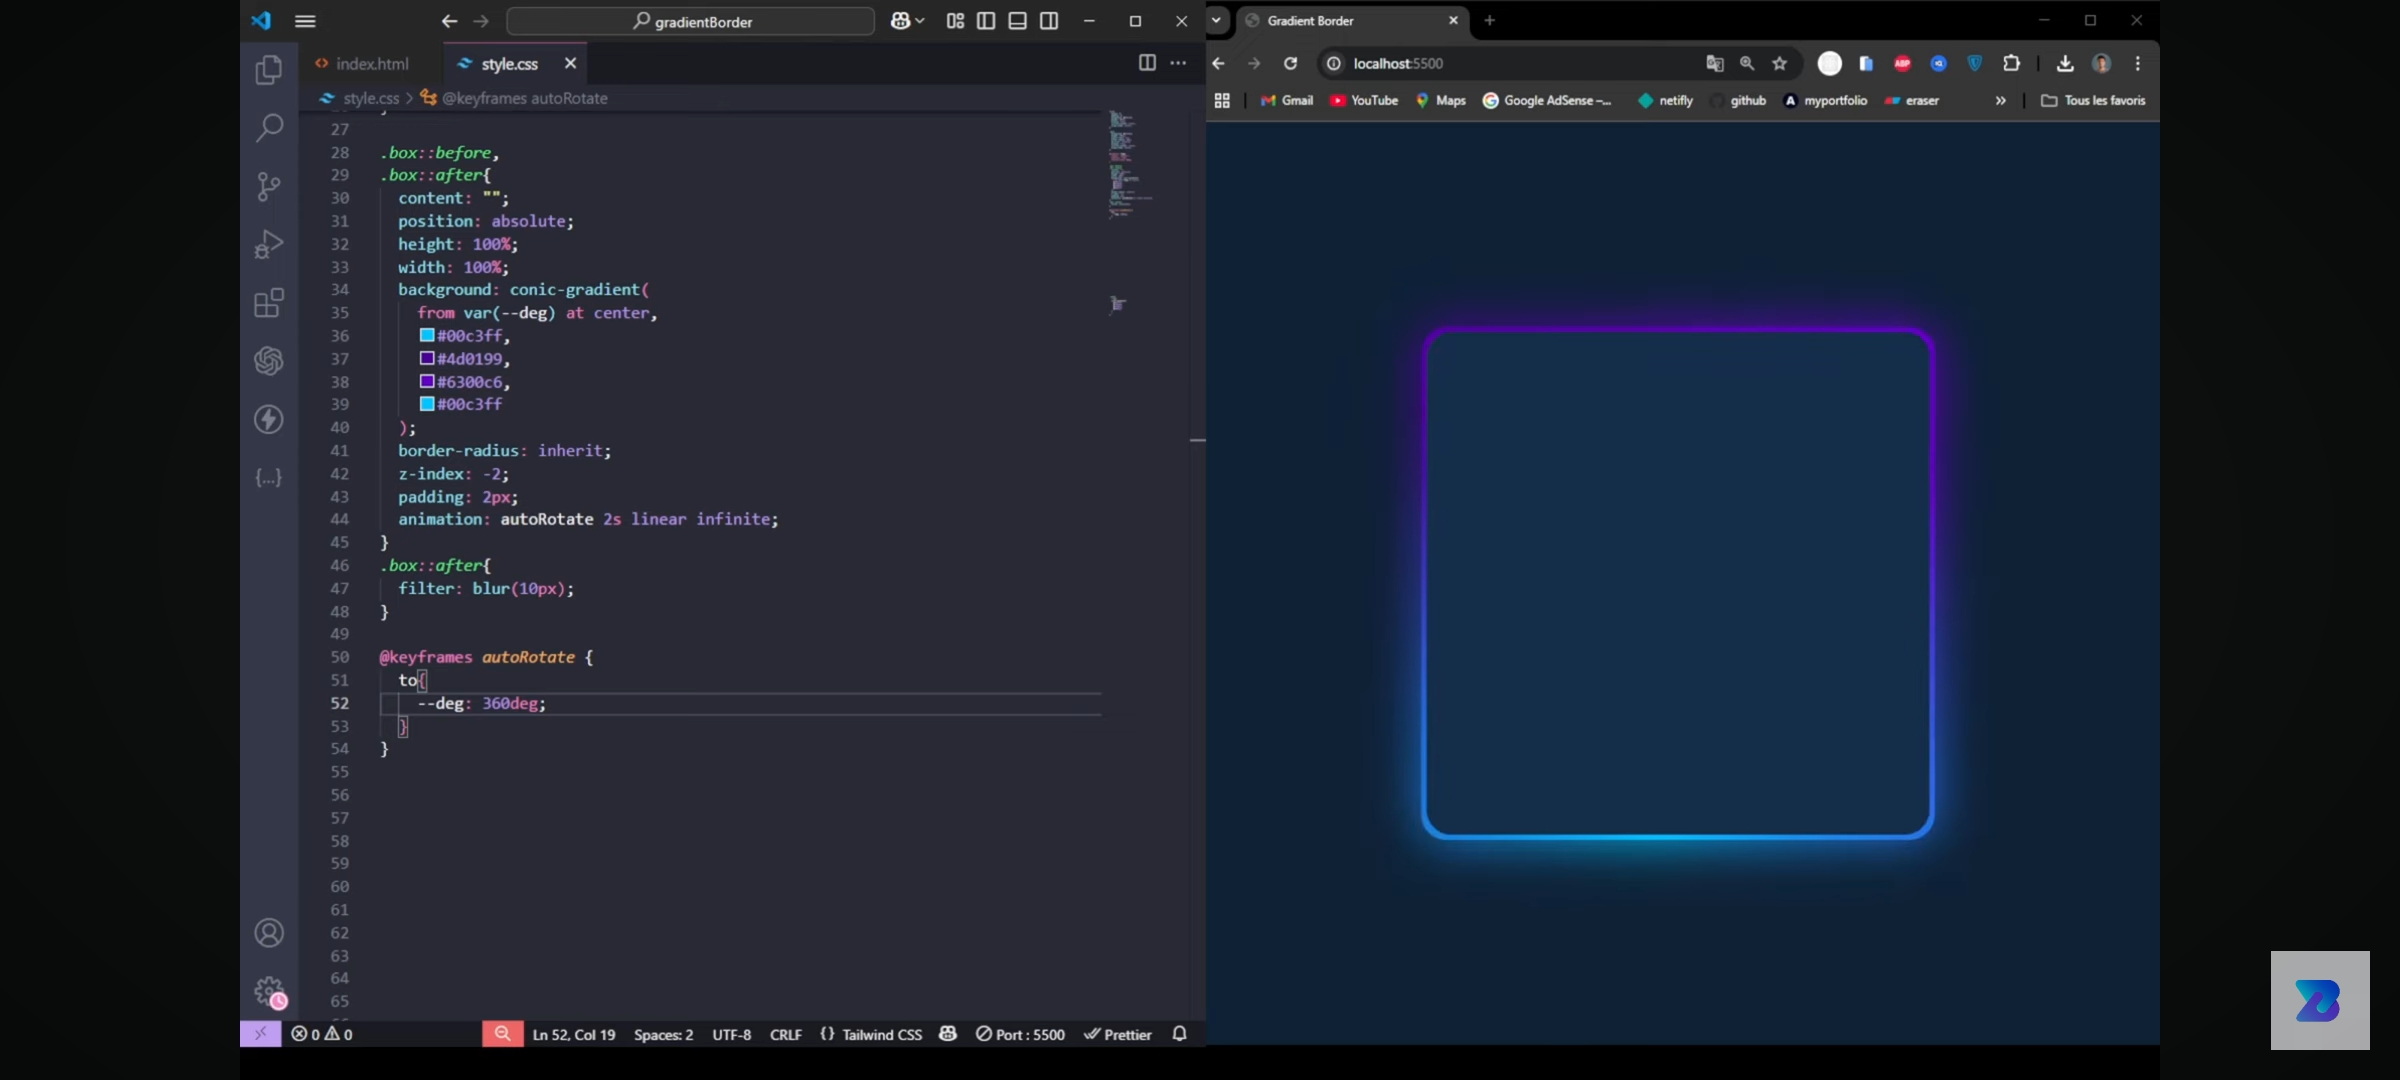 gradientBorder
index.html
style.css
style.css > @keyframes autoRotate
27
28 .box::before,
29 .box::after{
30 content: "";
31 position: absolute;
32 height: 100%;
33 width: 100%;
34 background: conic-gradient(
35 from var(--deg) at center,
36 #00c3ff,
37 #4d0199,
38 #6300c6,
39 #00c3ff
40 );
41 border-radius: inherit;
42 z-index: -2;
43 padding: 2px;
44 animation: autoRotate 2s linear infinite;
45 }
46 .box::after{
47 filter: blur(10px);
48 }
49
50 @keyframes autoRotate {
51 to{
52 --deg: 360deg;
53 }
54 }
55
56
57
58
59
60
61
62
63
64
65
0 0 Ln 52, Col 19 Spaces: 2 UTF-8 CRLF {} Tailwind CSS Port : 5500 Prettier
Gradient Border
localhost:5500
ABP
Gmail YouTube Maps Google AdSense –... netifly github myportfolio eraser » Tous les favoris